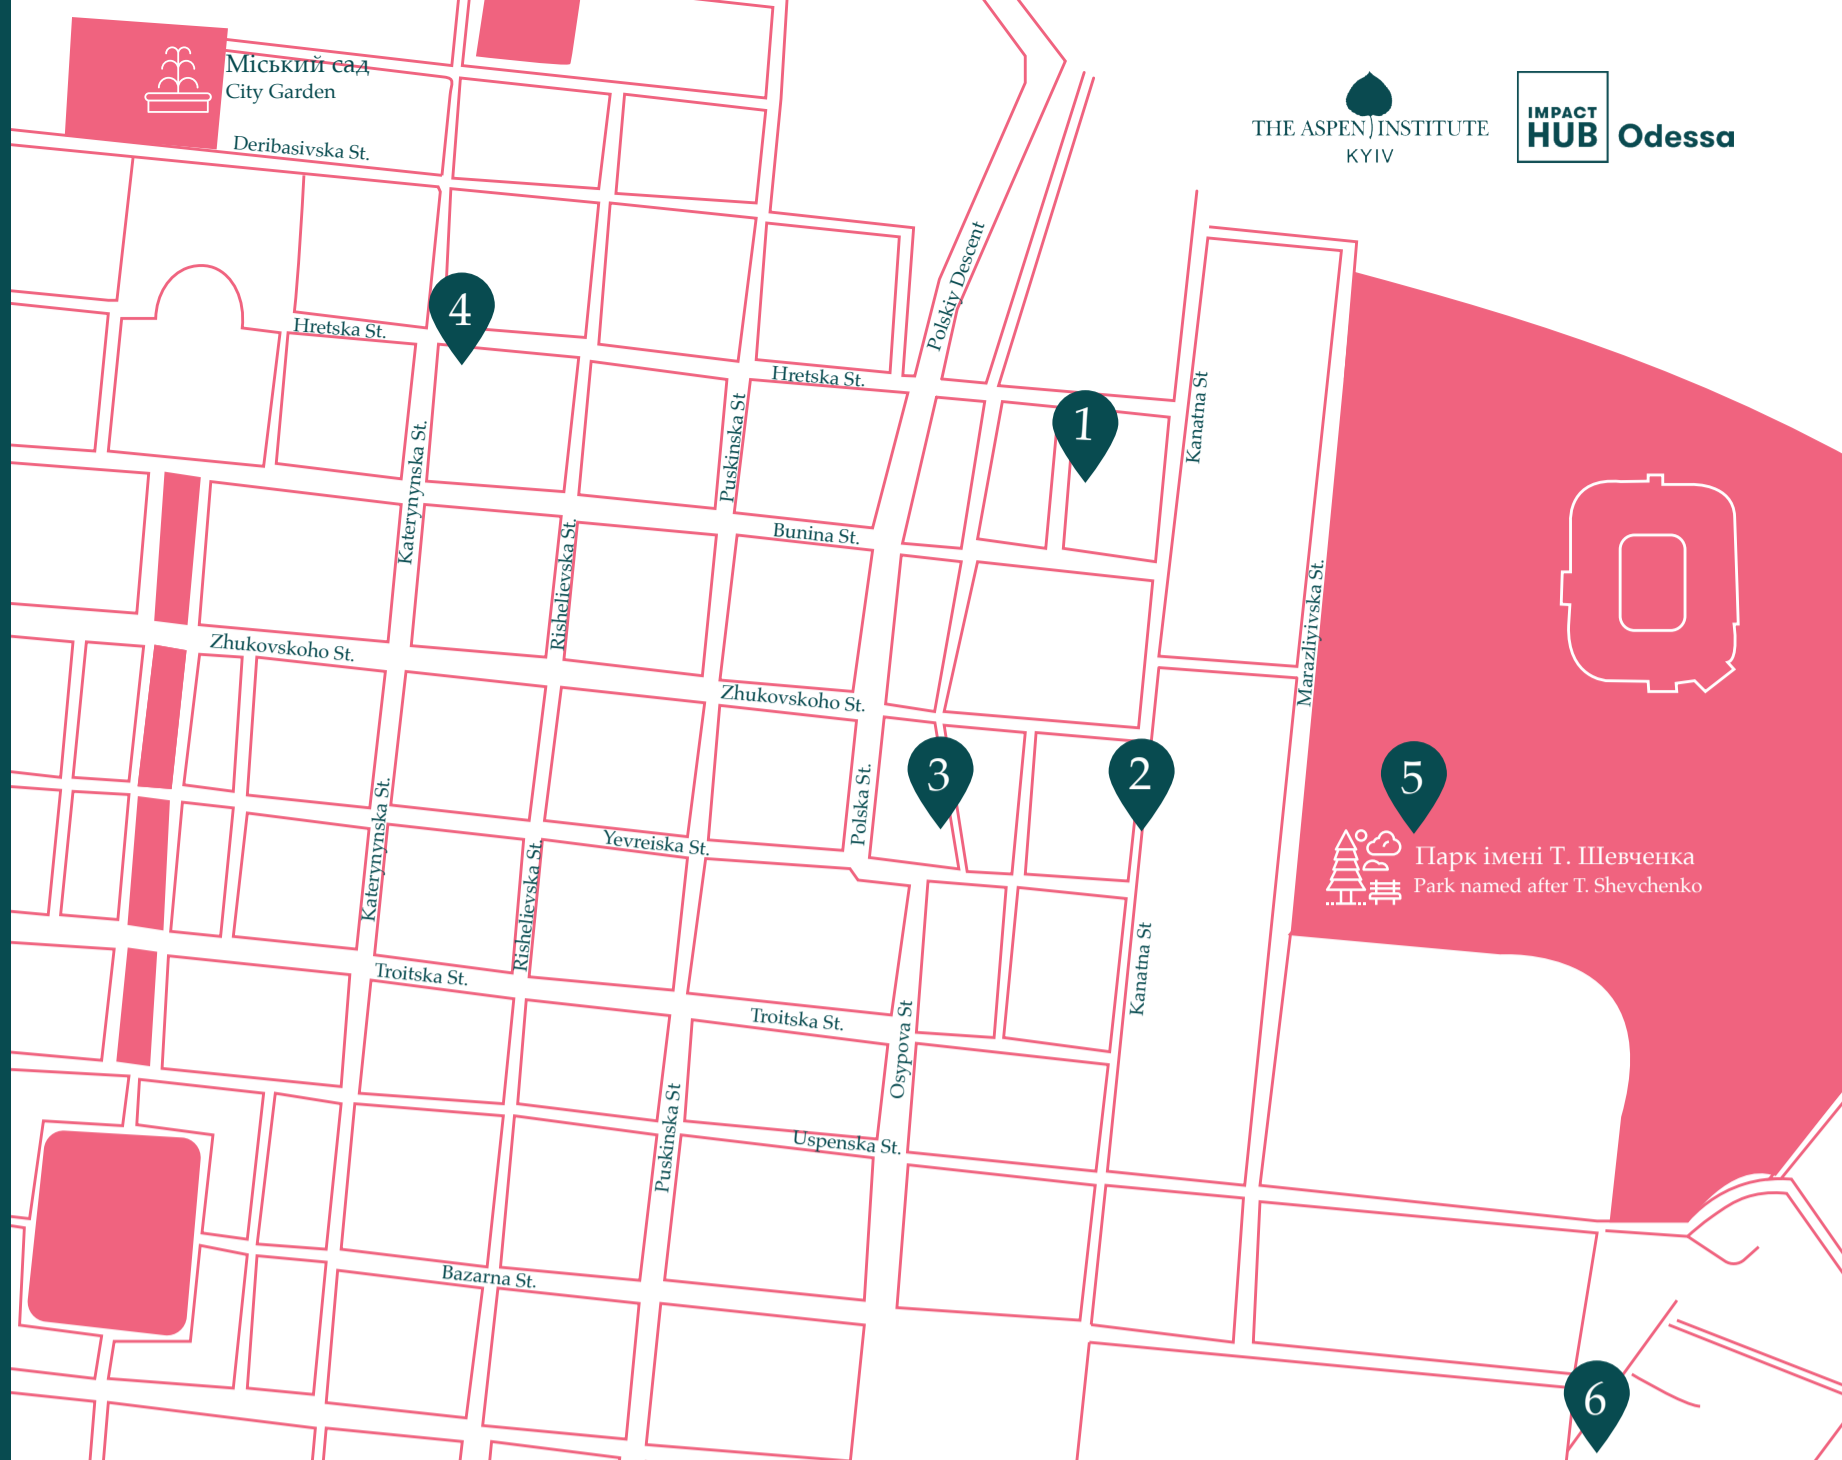 Міський сад
City Garden
Deribasivska St.
THE ASPEN INSTITUTE
KYIV
IMPACT
HUB
Odessa
Polskiy Descent
4
Hretska St.
Hretska St.
1
Kanatna St
Puskinska St
Katerynynska St.
Rishelievska St.
Bunina St.
Marazliyivska St.
Zhukovskoho St.
Zhukovskoho St.
3
2
5
Polska St.
Katerynynska St.
Yevreiska St.
Rishelievska St.
Парк імені Т. Шевченка
Park named after T. Shevchenko
Kanatna St
Troitska St.
Troitska St.
Osypova St
Puskinska St
Uspenska St.
Bazarna St.
6